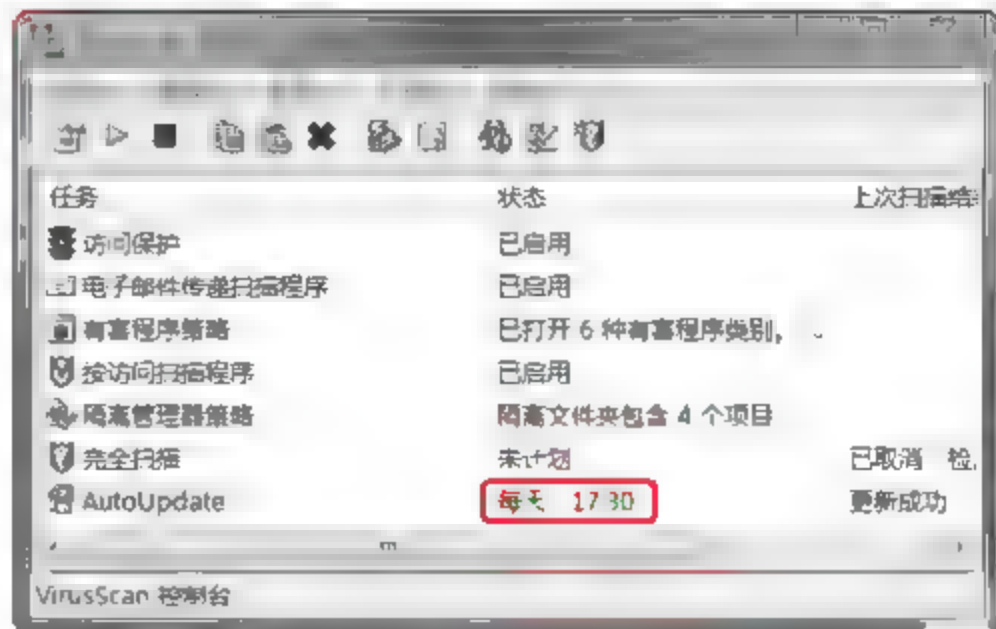 任务 状态 上次扫描结
访问保护 已启用
电子邮件传递扫描程序 已启用
有害程序策略 已打开 6 种有害程序类别,
按访问扫描程序 已启用
隔离管理器策略 隔离文件夹包含 4 个项目
完全扫描 未计划 已取消 检
AutoUpdate 每天 17 30 更新成功
VirusScan 控制台